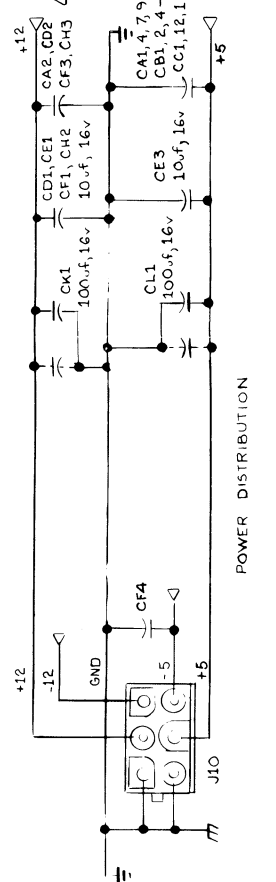 +12
CA2, CD2
CF3, CH3
CD1, CE1
CF1, CH2
10uf, 16v
CK1
100uf, 16v
CA1, 4, 7, 9
CB1, 2, 4-
CC1, 12, 1
+5
CE3
10uf, 16v
CL1
100uf, 16v
POWER DISTRIBUTION
+12
-12
GND
CF4
-5
+5
J10